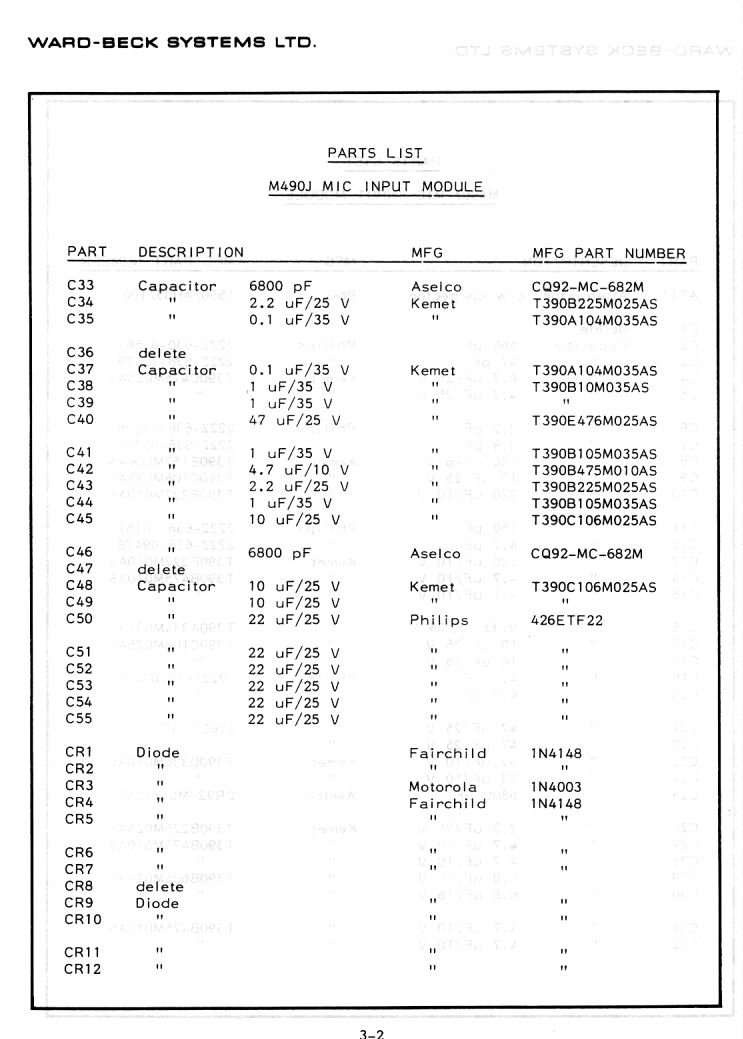 WARD-BECK SYSTEMS LTD.
PARTS LIST
M490J MIC INPUT MODULE
PART DESCRIPTION MFG MFG PART NUMBER
C33 Capacitor 6800 pF Aselco CQ92-MC-682M
C34 " 2.2 uF/25 V Kemet T390B225M025AS
C35 " 0.1 uF/35 V " T390A104M035AS
C36 delete
C37 Capacitor 0.1 uF/35 V Kemet T390A104M035AS
C38 " 1 uF/35 V " T390B10M035AS
C39 " 1 uF/35 V " "
C40 " 47 uF/25 V " T390E476M025AS
C41 " 1 uF/35 V " T390B105M035AS
C42 " 4.7 uF/10 V " T390B475M010AS
C43 " 2.2 uF/25 V " T390B225M025AS
C44 " 1 uF/35 V " T390B105M035AS
C45 " 10 uF/25 V " T390C106M025AS
C46 " 6800 pF Aselco CQ92-MC-682M
C47 delete
C48 Capacitor 10 uF/25 V Kemet T390C106M025AS
C49 " 10 uF/25 V " "
C50 " 22 uF/25 V Philips 426ETF22
C51 " 22 uF/25 V " "
C52 " 22 uF/25 V " "
C53 " 22 uF/25 V " "
C54 " 22 uF/25 V " "
C55 " 22 uF/25 V " "
CR1 Diode Fairchild 1N4148
CR2 " " "
CR3 " Motorola 1N4003
CR4 " Fairchild 1N4148
CR5 " " "
CR6 " " "
CR7 " " "
CR8 delete
CR9 Diode " "
CR10 " " "
CR11 " " "
CR12 " " "
3-2